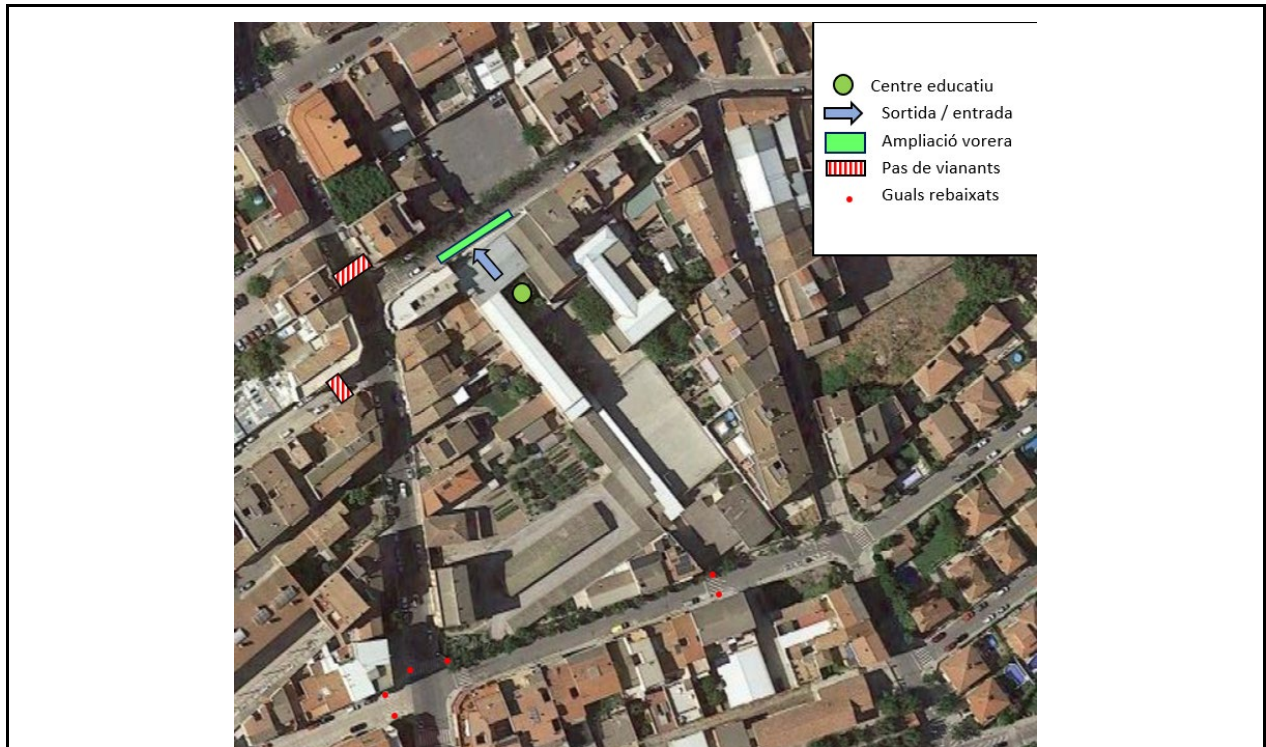 Centre educatiu
Sortida / entrada
Ampliació vorera
Pas de vianants
Guals rebaixats